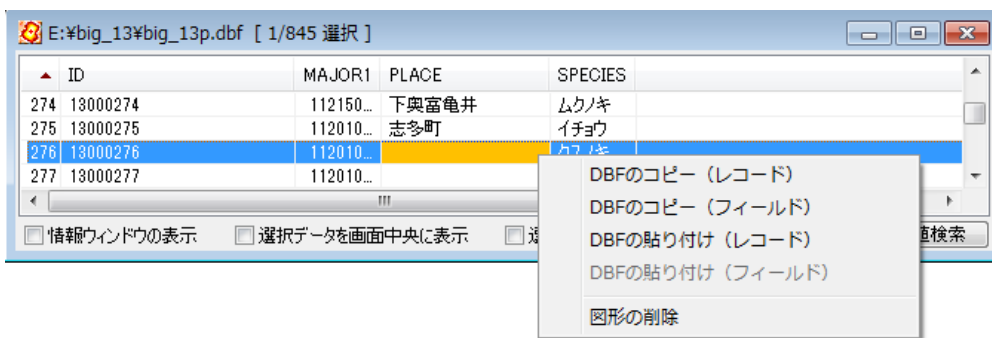 E:¥big_13¥big_13p.dbf [ 1/845 選択 ]
ID MAJOR1 PLACE SPECIES
274 13000274 112150... 下奥富亀井 ムクノキ
275 13000275 112010... 志多町 イチョウ
276 13000276 112010... クスノキ
277 13000277 112010...
DBFのコピー（レコード）
DBFのコピー（フィールド）
DBFの貼り付け（レコード）
DBFの貼り付け（フィールド）
図形の削除
情報ウィンドウの表示 選択データを画面中央に表示 値検索